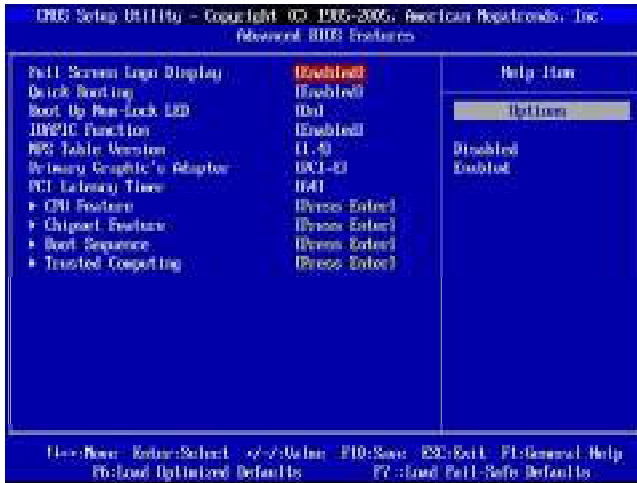 CMOS Setup Utility - Copyright (C) 1985-2005, American Megatrends, Inc.
Advanced BIOS Features
Full Screen Logo Display [Enabled]
Quick Booting [Enabled]
Boot Up Num-Lock LED [On]
IOAPIC Function [Enabled]
MPS Table Version [1.4]
Primary Graphic's Adapter [PCI-E]
PCI Latency Timer [64]
CPU Feature [Press Enter]
Chipset Feature [Press Enter]
Boot Sequence [Press Enter]
Trusted Computing [Press Enter]
Help Item
Options
Disabled
Enabled
:Move Enter:Select +/-/:Value F10:Save ESC:Exit F1:General Help
F6:Load Optimized Defaults F7:Load Fail-Safe Defaults